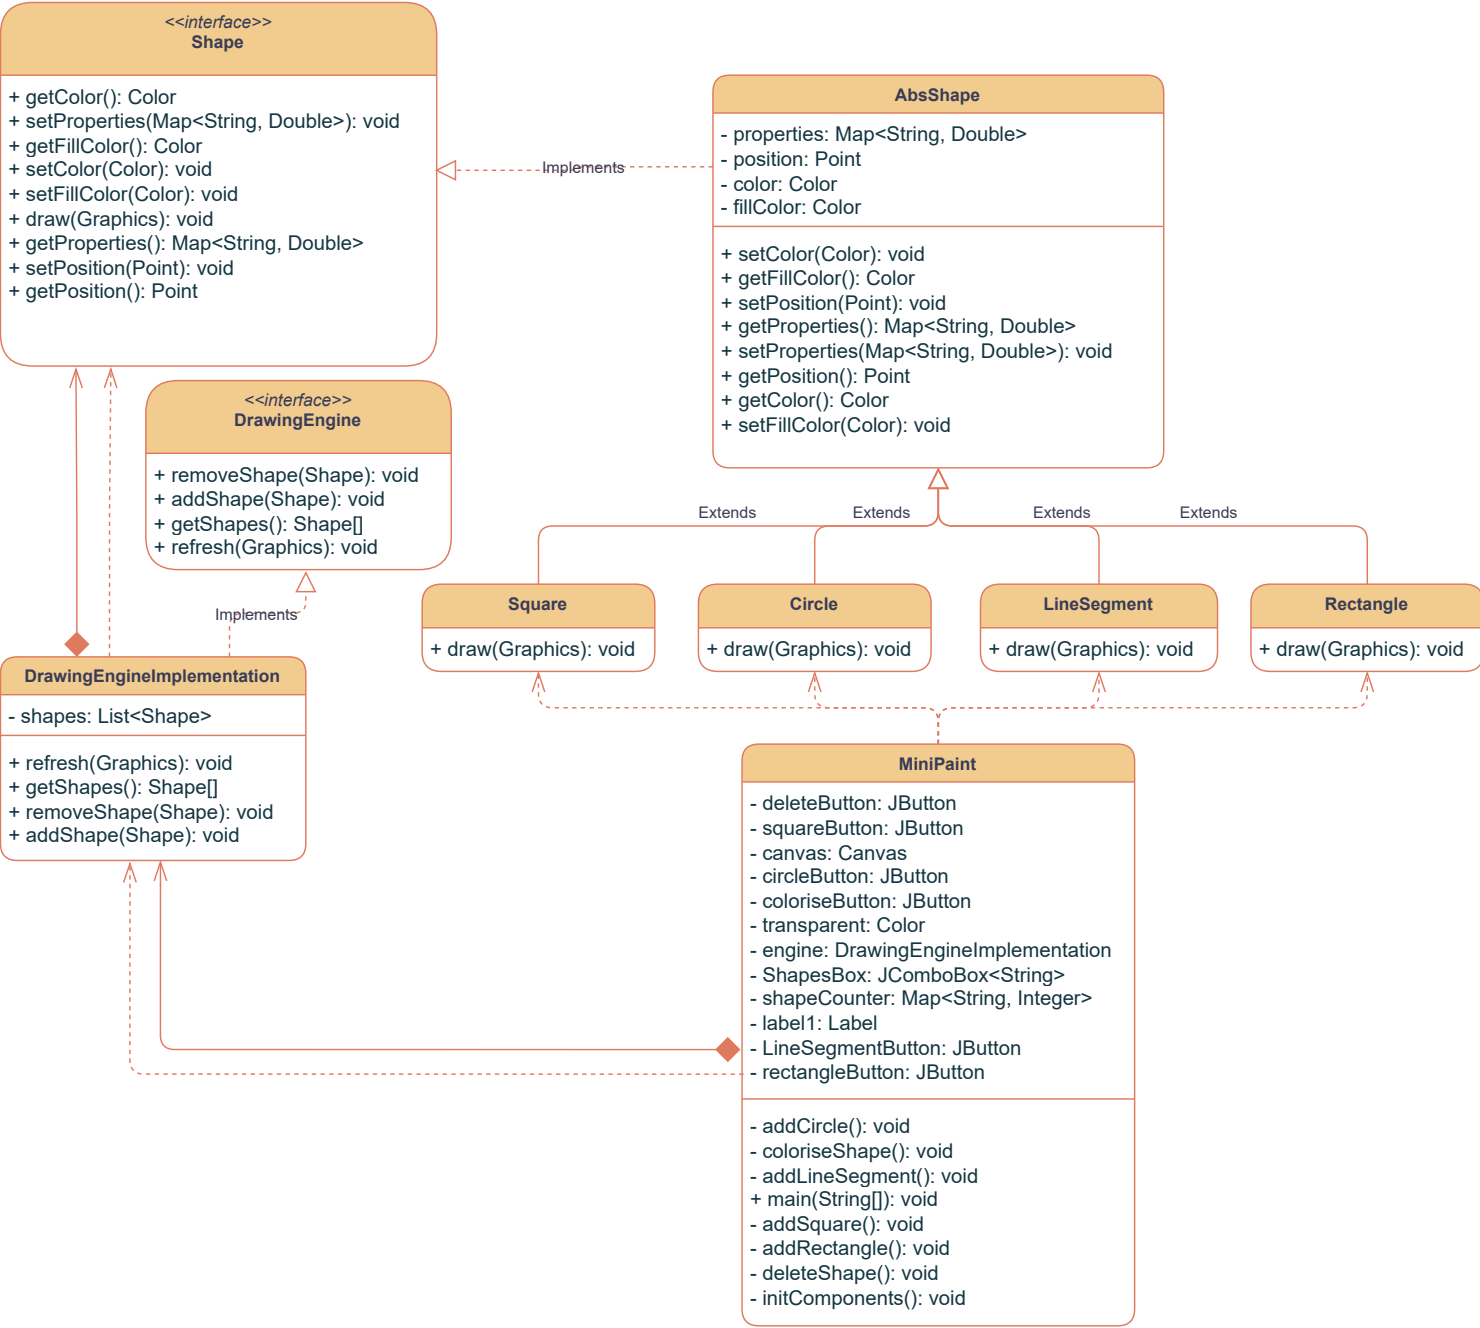 <<interface>>
Shape
+ getColor(): Color
+ setProperties(Map<String, Double>): void
+ getFillColor(): Color
+ setColor(Color): void
+ setFillColor(Color): void
+ draw(Graphics): void
+ getProperties(): Map<String, Double>
+ setPosition(Point): void
+ getPosition(): Point
Implements
AbsShape
- properties: Map<String, Double>
- position: Point
- color: Color
- fillColor: Color
+ setColor(Color): void
+ getFillColor(): Color
+ setPosition(Point): void
+ getProperties(): Map<String, Double>
+ setProperties(Map<String, Double>): void
+ getPosition(): Point
+ getColor(): Color
+ setFillColor(Color): void
<<interface>>
DrawingEngine
+ removeShape(Shape): void
+ addShape(Shape): void
+ getShapes(): Shape[]
+ refresh(Graphics): void
Implements
Extends
Extends
Extends
Extends
Square
+ draw(Graphics): void
Circle
+ draw(Graphics): void
LineSegment
+ draw(Graphics): void
Rectangle
+ draw(Graphics): void
DrawingEngineImplementation
- shapes: List<Shape>
+ refresh(Graphics): void
+ getShapes(): Shape[]
+ removeShape(Shape): void
+ addShape(Shape): void
MiniPaint
- deleteButton: JButton
- squareButton: JButton
- canvas: Canvas
- circleButton: JButton
- coloriseButton: JButton
- transparent: Color
- engine: DrawingEngineImplementation
- ShapesBox: JComboBox<String>
- shapeCounter: Map<String, Integer>
- label1: Label
- LineSegmentButton: JButton
- rectangleButton: JButton
- addCircle(): void
- coloriseShape(): void
- addLineSegment(): void
+ main(String[]): void
- addSquare(): void
- addRectangle(): void
- deleteShape(): void
- initComponents(): void